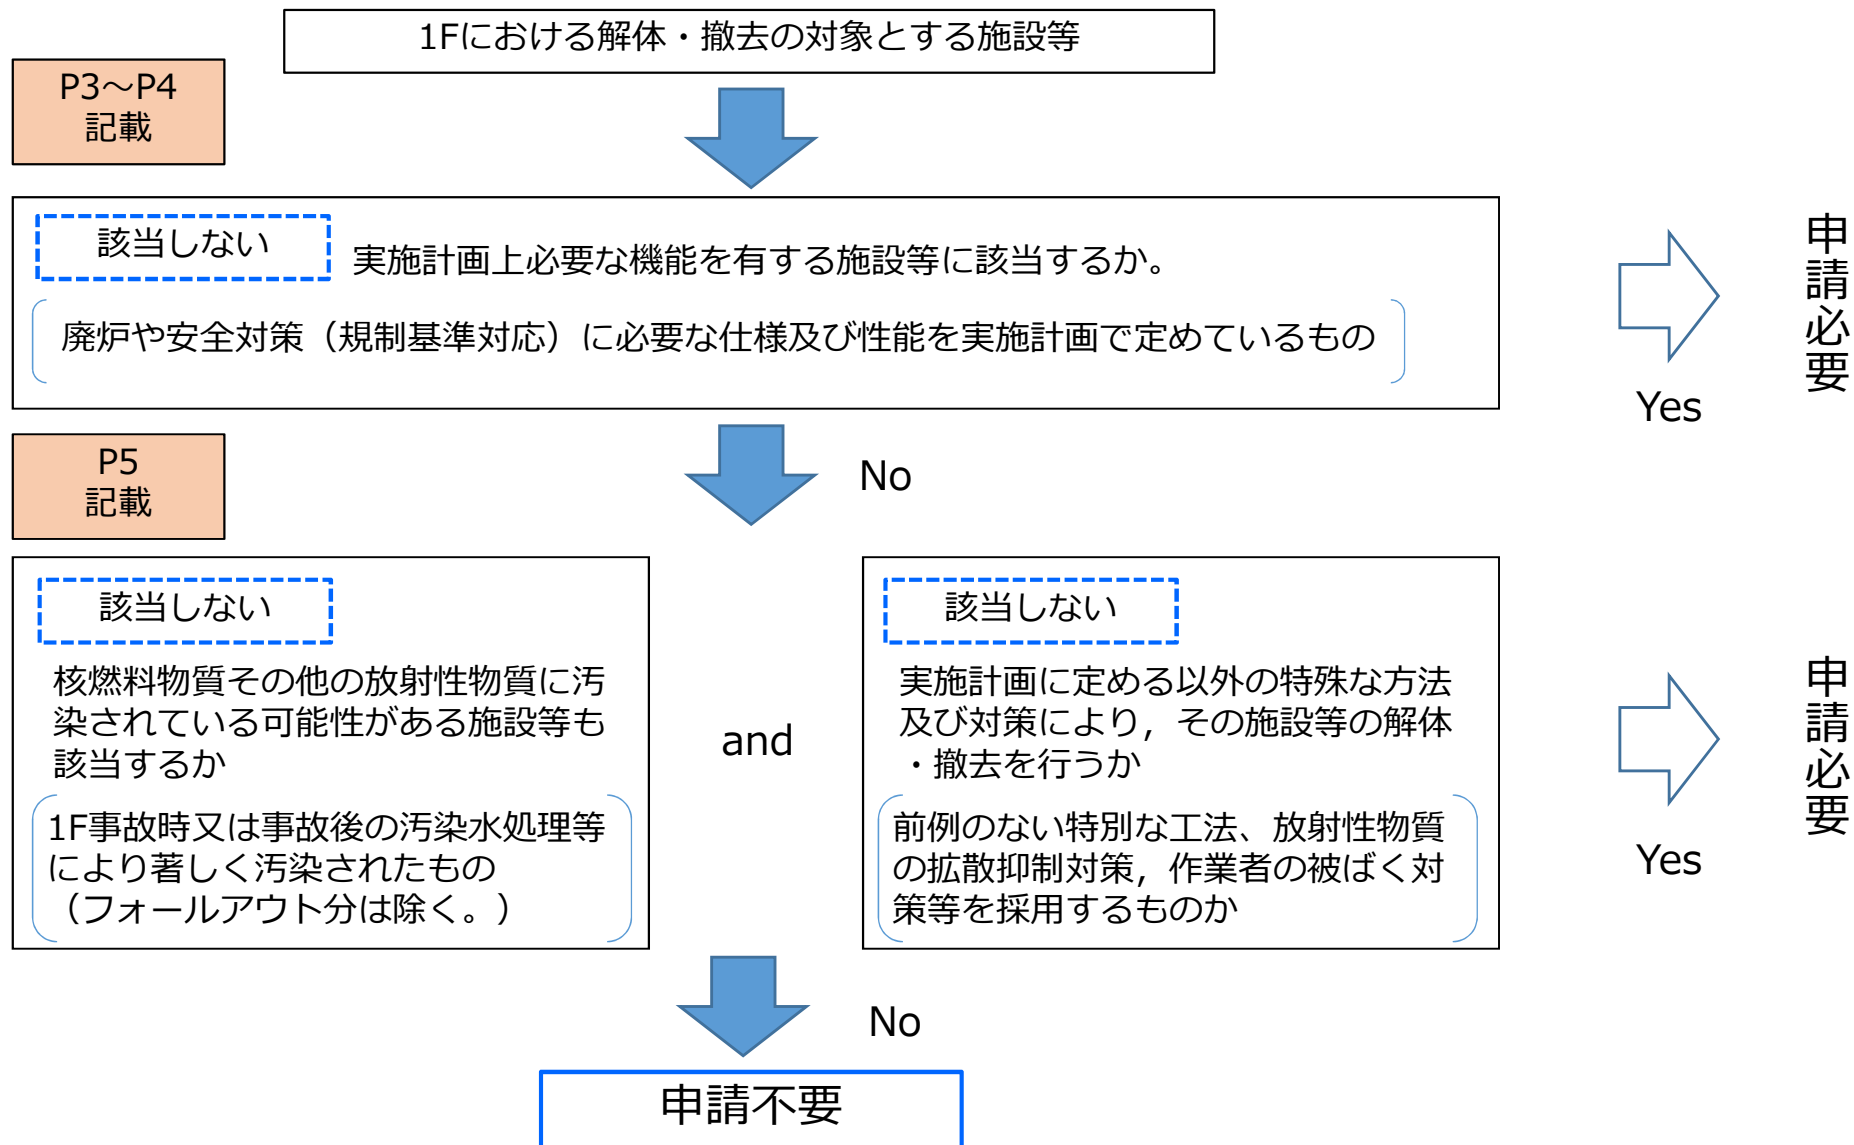 1Fにおける解体・撤去の対象とする施設等
P3～P4
記載
該当しない
実施計画上必要な機能を有する施設等に該当するか。
廃炉や安全対策（規制基準対応）に必要な仕様及び性能を実施計画で定めているもの
申請必要
Yes
P5
記載
No
該当しない
核燃料物質その他の放射性物質に汚
染されている可能性がある施設等も
該当するか
1F事故時又は事故後の汚染水処理等
により著しく汚染されたもの
（フォールアウト分は除く。）
and
該当しない
実施計画に定める以外の特殊な方法
及び対策により，その施設等の解体
・撤去を行うか
前例のない特別な工法、放射性物質
の拡散抑制対策，作業者の被ばく対
策等を採用するものか
申請必要
Yes
No
申請不要